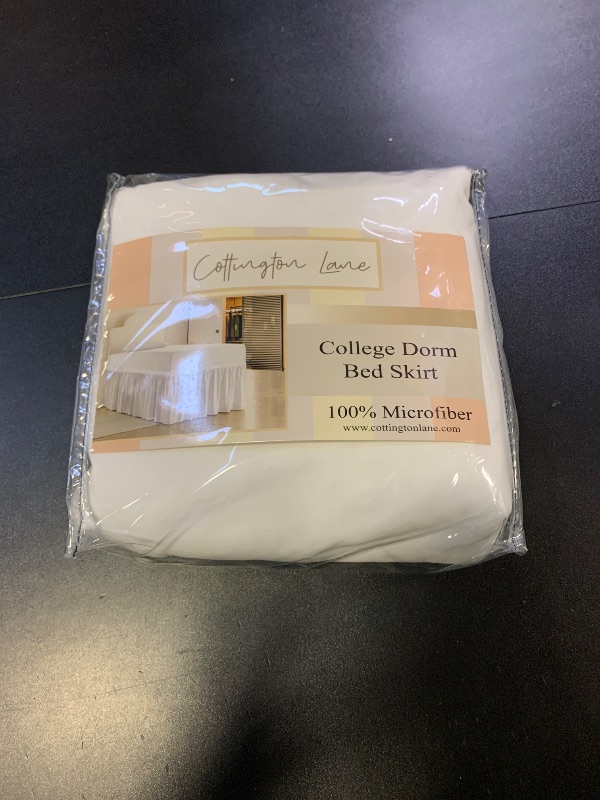 Cottington Lane
College Dorm
Bed Skirt
100% Microfiber
www.cottingtonlane.com